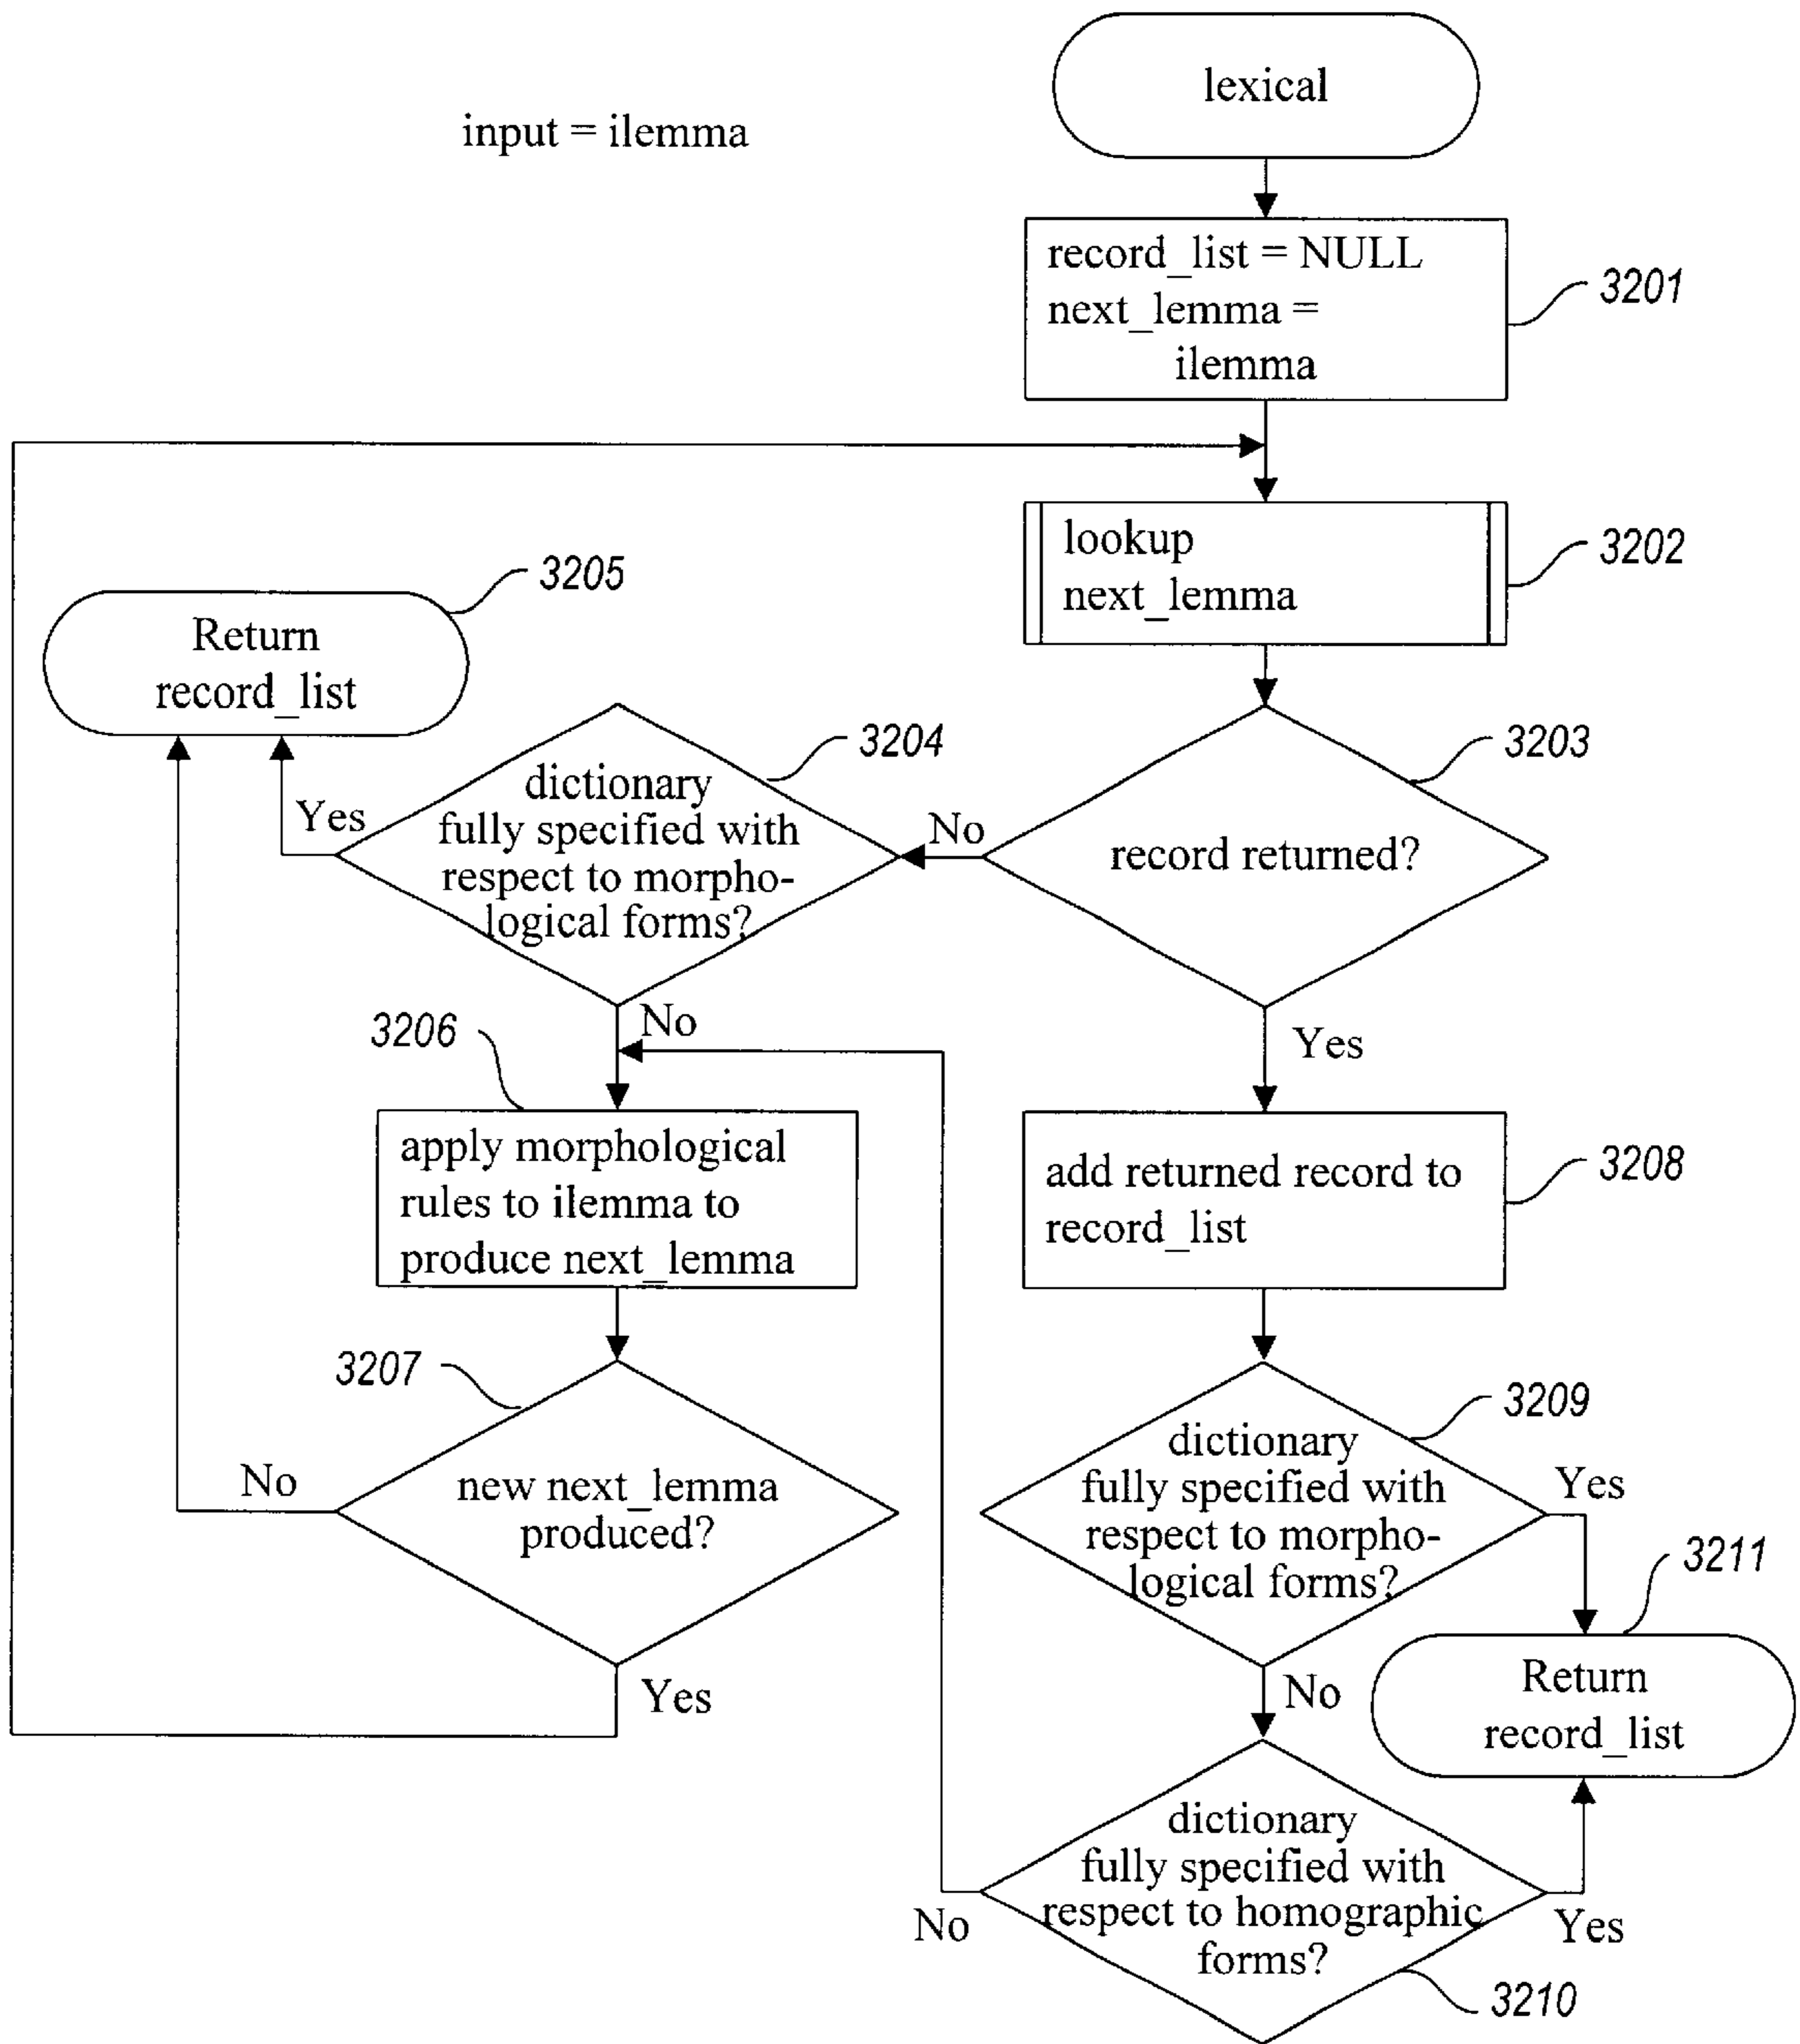 lexical
input = ilemma
record_list = NULL
next_lemma =
ilemma
3201
lookup
next_lemma
3202
3205
Return
record_list
3204
dictionary
fully specified with
respect to morpho-
logical forms?
Yes
No
3203
record returned?
No
Yes
3206
apply morphological
rules to ilemma to
produce next_lemma
3208
add returned record to
record_list
3207
new next_lemma
produced?
No
Yes
3209
dictionary
fully specified with
respect to morpho-
logical forms?
Yes
No
3211
Return
record_list
dictionary
fully specified with
respect to homographic
forms?
No
Yes
3210